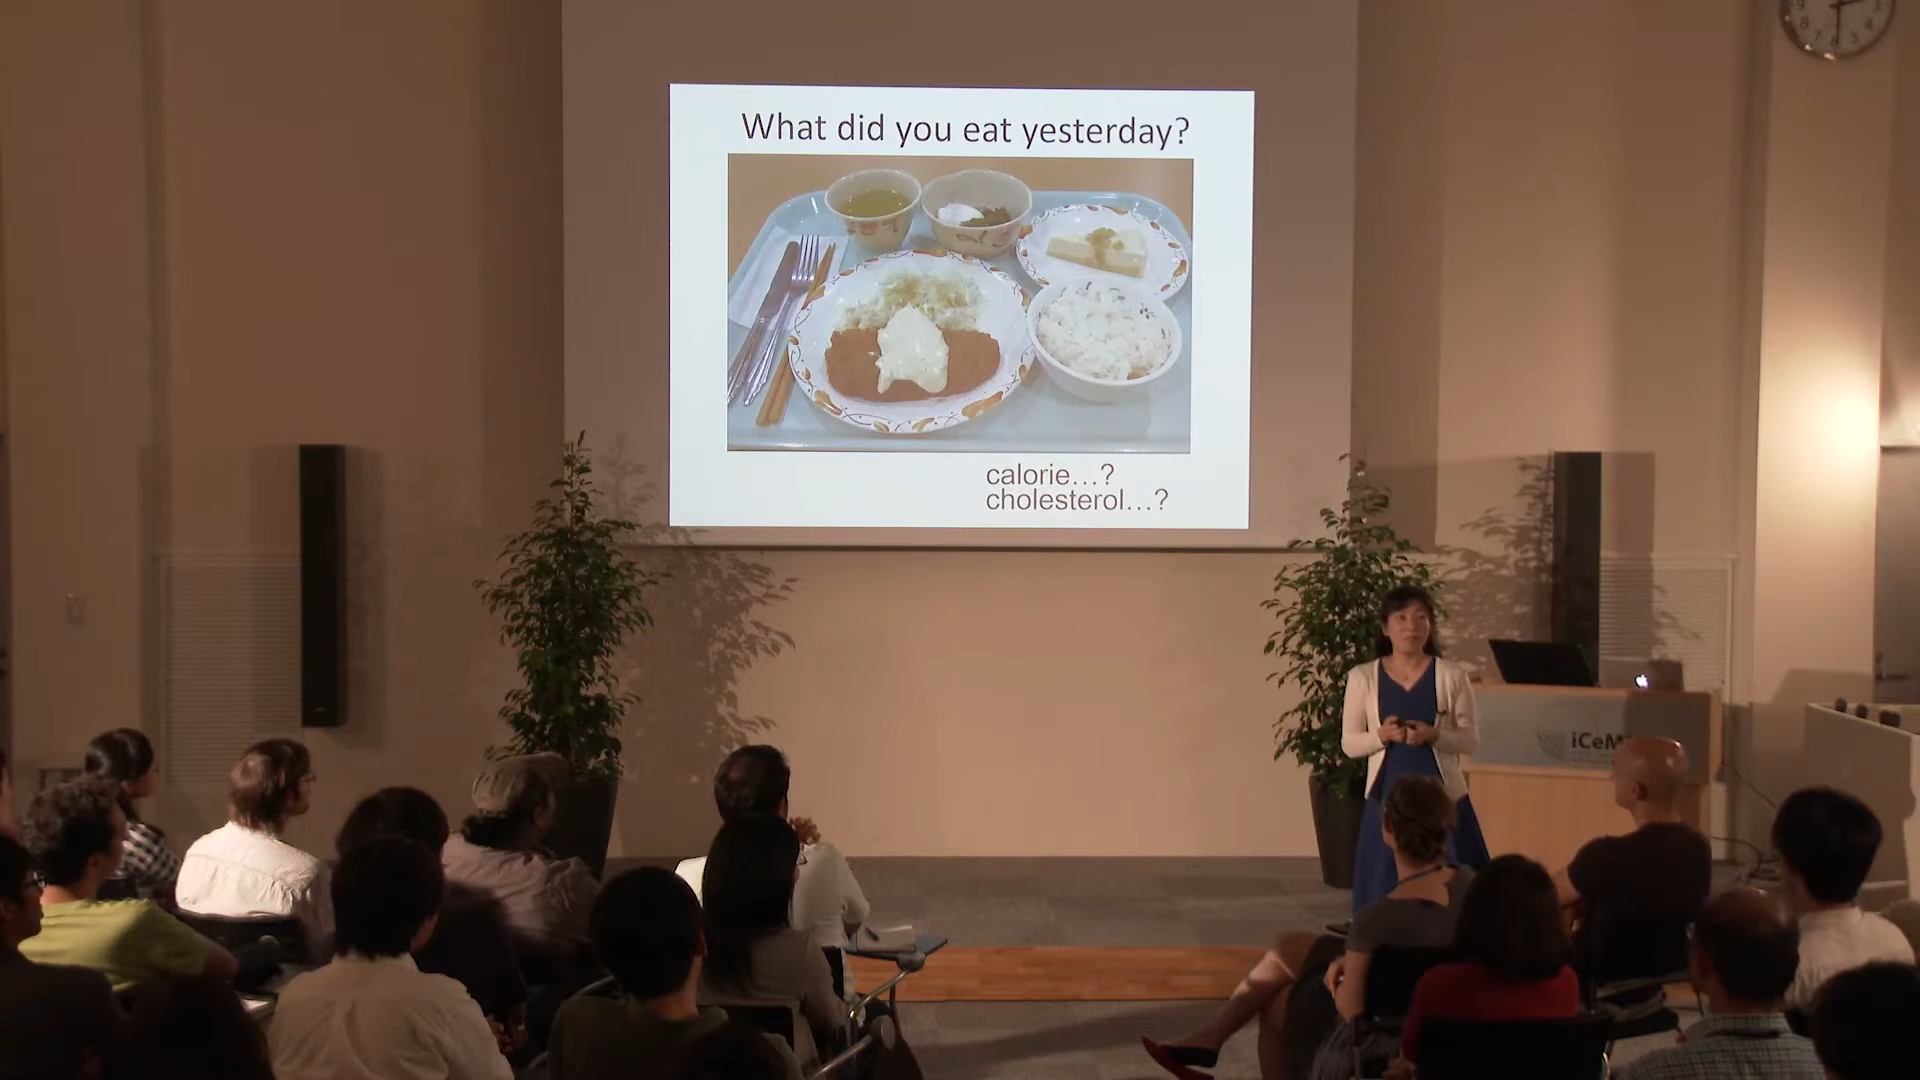 What did you eat yesterday?
calorie...?
cholesterol...?
iCeM